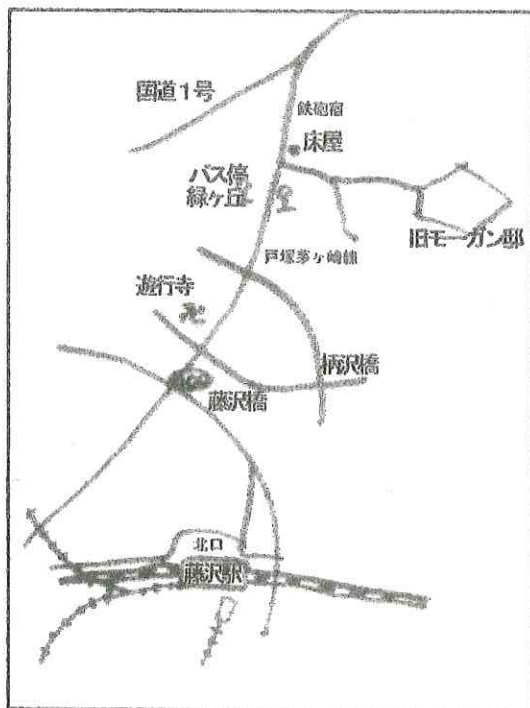 国道1号
鉄砲宿
床屋
バス停
緑ヶ丘
旧モーガン邸
戸塚茅ヶ崎線
遊行寺
柄沢橋
藤沢橋
北口
藤沢駅